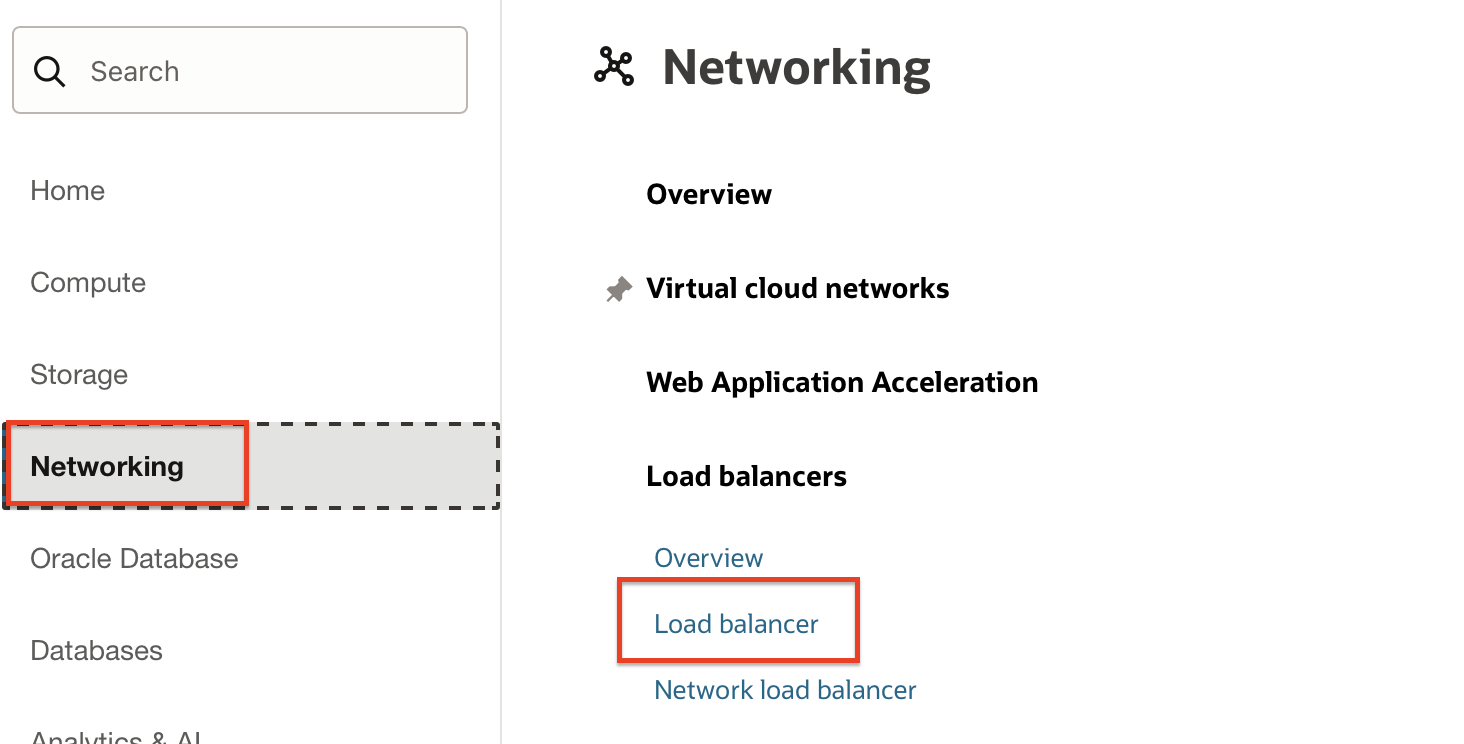 Search
Home
Compute
Storage
Networking
Oracle Database
Databases
Analytics & AI
Networking
Overview
Virtual cloud networks
Web Application Acceleration
Load balancers
Overview
Load balancer
Network load balancer